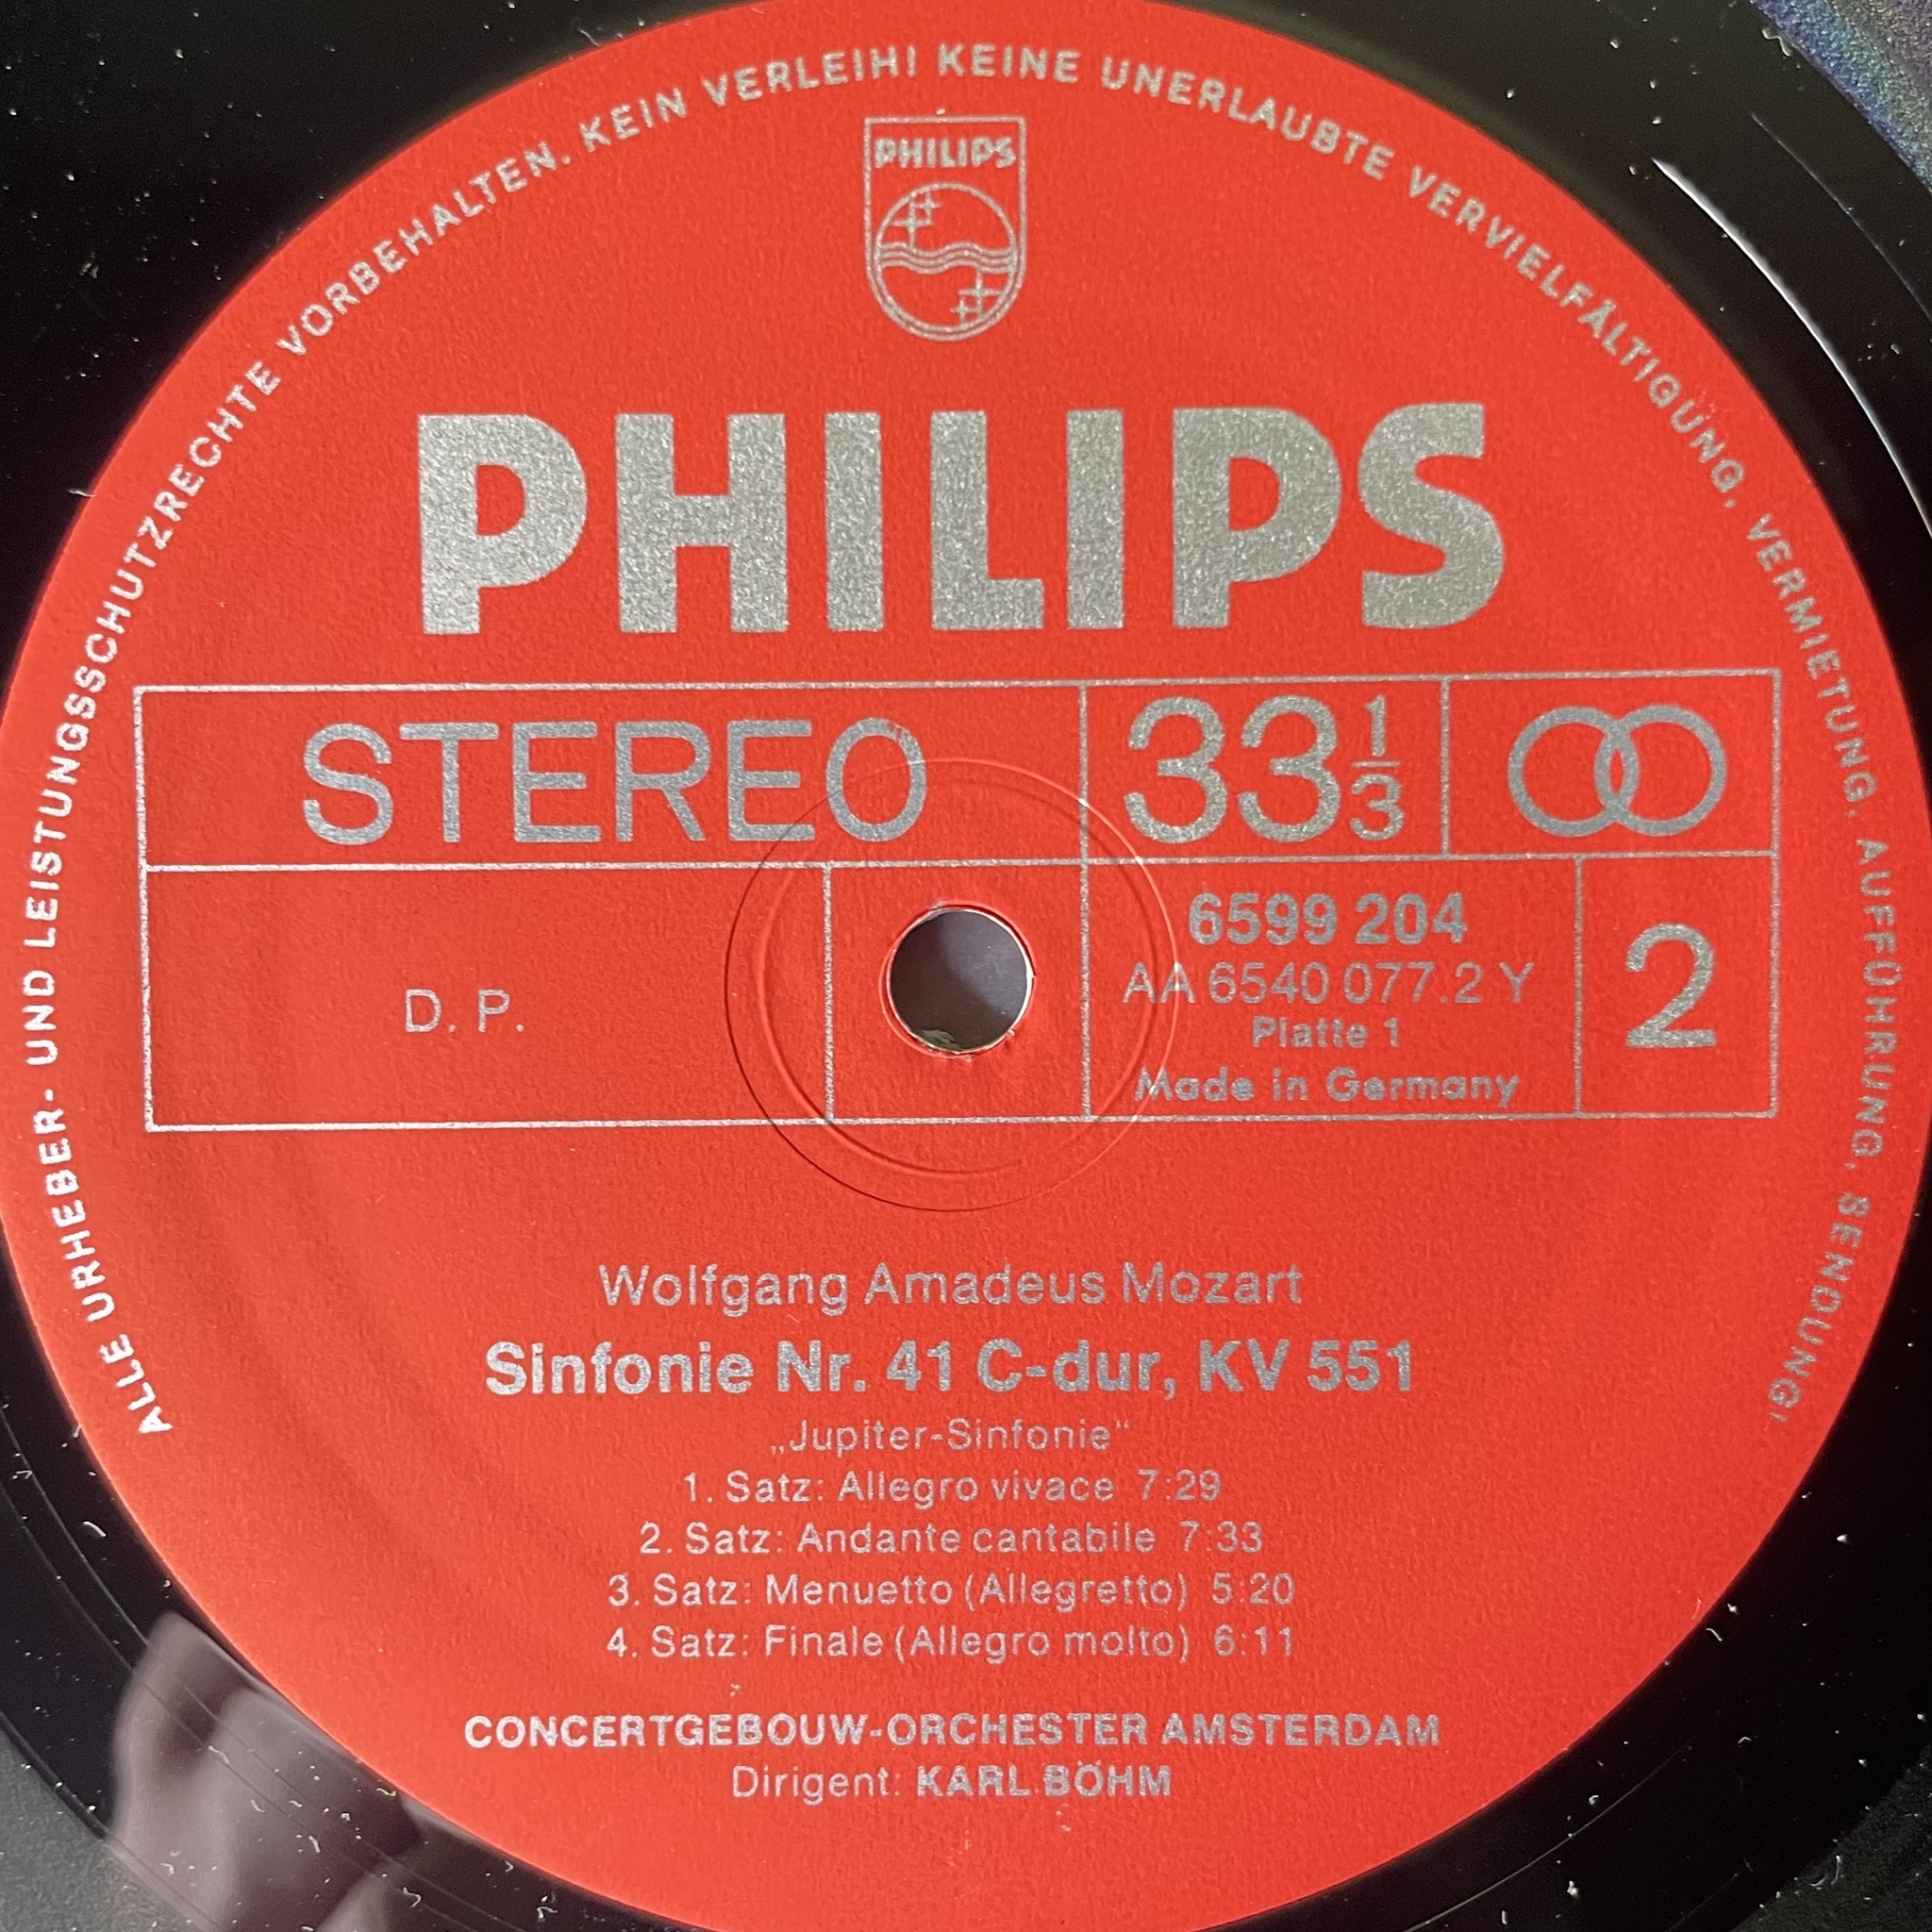 ALLE URHEBER- UND LEISTUNGSSCHUTZRECHTE VORBEHALTEN. KEIN VERLEIH! KEINE UNERLAUBTE VERVIELFÄLTIGUNG, VERMIETUNG, AUFFÜHRUNG, SENDUNG!
PHILIPS
PHILIPS
STEREO
33 1/3
D. P.
6599 204
AA 6540 077.2 Y
Platte 1
Made in Germany
2
Wolfgang Amadeus Mozart
Sinfonie Nr. 41 C-dur, KV 551
„Jupiter-Sinfonie“
1. Satz: Allegro vivace 7:29
2. Satz: Andante cantabile 7:33
3. Satz: Menuetto (Allegretto) 5:20
4. Satz: Finale (Allegro molto) 6:11
CONCERTGEBOUW-ORCHESTER AMSTERDAM
Dirigent: KARL BÖHM